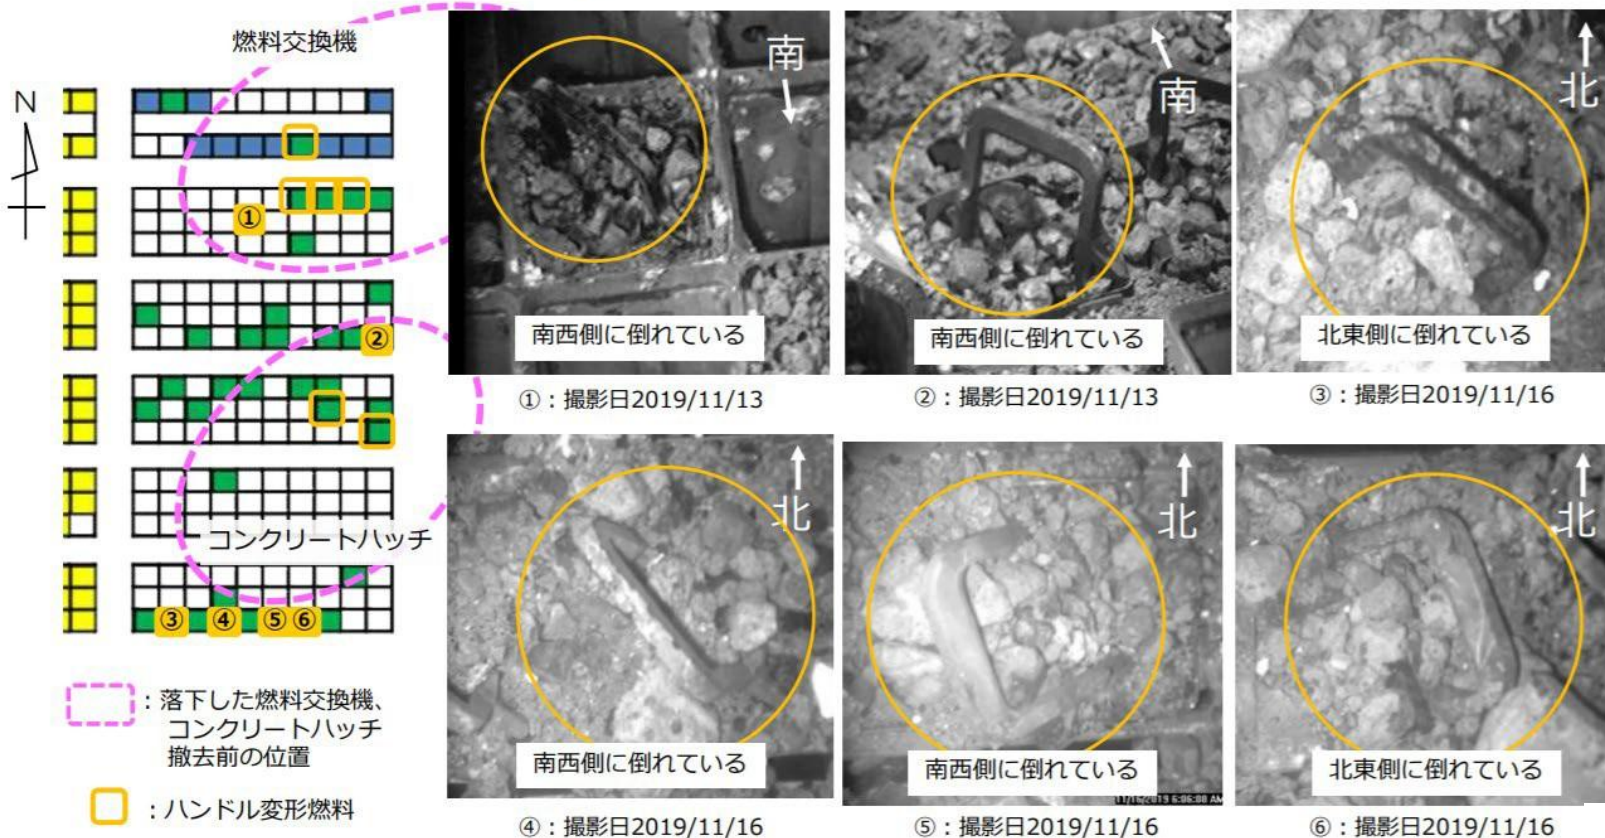 燃料交換機
N
①
②
コンクリートハッチ
③ ④ ⑤ ⑥
：落下した燃料交換機、
コンクリートハッチ
撤去前の位置
：ハンドル変形燃料
南
南西側に倒れている
①：撮影日2019/11/13
南
南西側に倒れている
②：撮影日2019/11/13
北
北東側に倒れている
③：撮影日2019/11/16
北
南西側に倒れている
④：撮影日2019/11/16
北
南西側に倒れている
11/16/2019 6:06:00 AM
⑤：撮影日2019/11/16
北
北東側に倒れている
⑥：撮影日2019/11/16